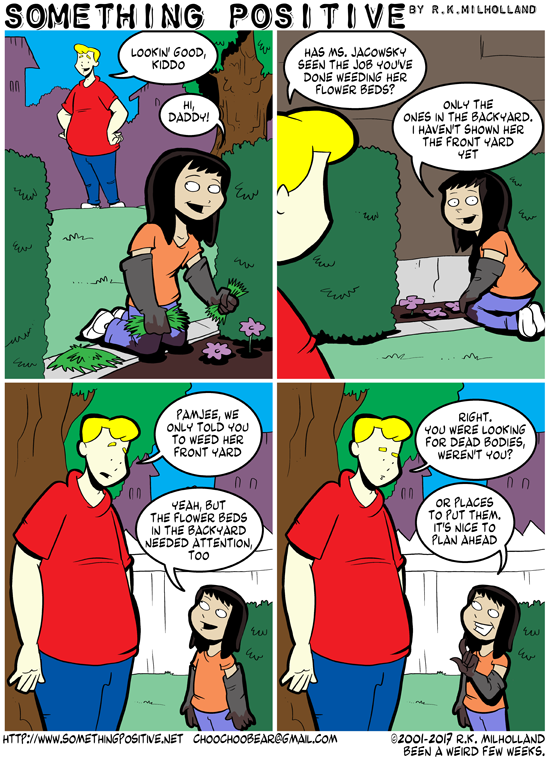 SOMETHING POSITIVE BY R.K.MILHOLLAND
LOOKIN' GOOD,
KIDDO
HI,
DADDY!
HAS MS. JACOWSKY
SEEN THE JOB YOU'VE
DONE WEEDING HER
FLOWER BEDS?
ONLY THE
ONES IN THE BACKYARD.
I HAVEN'T SHOWN HER
THE FRONT YARD
YET
PAMJEE, WE
ONLY TOLD YOU
TO WEED HER
FRONT YARD
YEAH, BUT
THE FLOWER BEDS
IN THE BACKYARD
NEEDED ATTENTION,
TOO
RIGHT.
YOU WERE LOOKING
FOR DEAD BODIES,
WEREN'T YOU?
OR PLACES
TO PUT THEM.
IT'S NICE TO
PLAN AHEAD
HTTP://WWW.SOMETHINGPOSITIVE.NET CHOOCHOOBEAR@GMAIL.COM ©2001-2017 R.K. MILHOLLAND
BEEN A WEIRD FEW WEEKS.